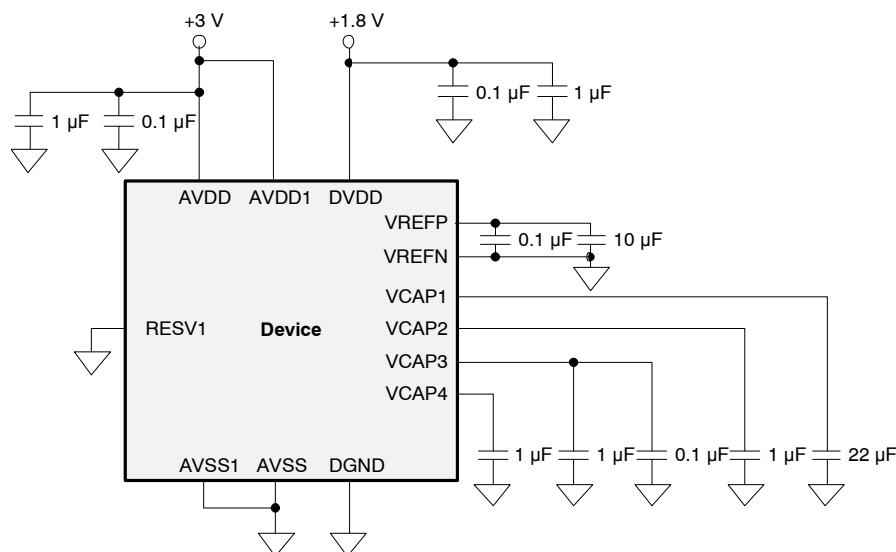 +3 V
+1.8 V
1 µF
0.1 µF
0.1 µF
1 µF
AVDD
AVDD1
DVDD
VREFP
0.1 µF
10 µF
VREFN
VCAP1
RESV1
Device
VCAP2
VCAP3
VCAP4
1 µF
1 µF
0.1 µF
1 µF
22 µF
AVSS1
AVSS
DGND